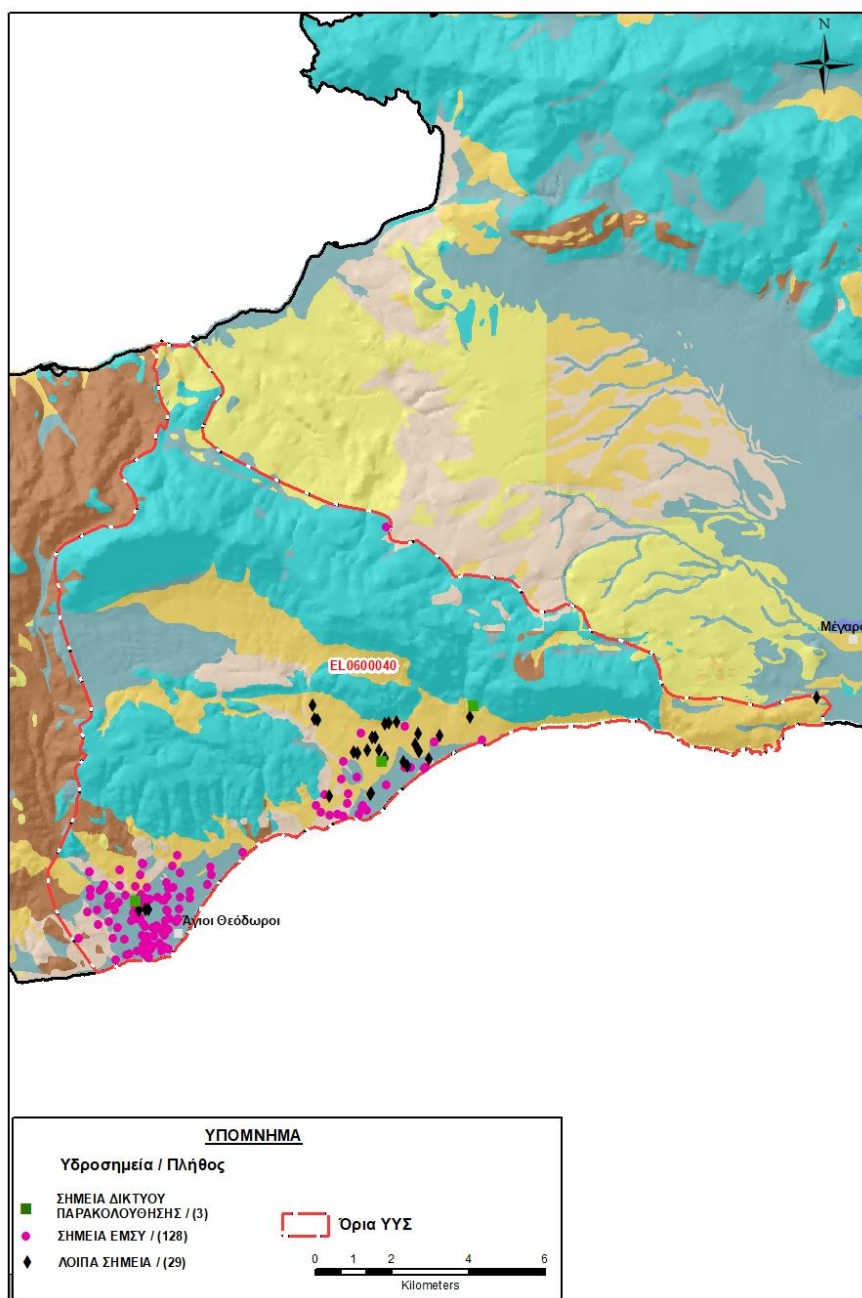 N
Μέγαρα
EL0600040
Άγιοι Θεόδωροι
ΥΠΟΜΝΗΜΑ
Υδροσημεία / Πλήθος
ΣΗΜΕΙΑ ΔΙΚΤΥΟΥ
ΠΑΡΑΚΟΛΟΥΘΗΣΗΣ / (3)
ΣΗΜΕΙΑ ΕΜΣΥ / (128)
ΛΟΙΠΑ ΣΗΜΕΙΑ / (29)
Όρια ΥΥΣ
0 1 2 4 6
Kilometers